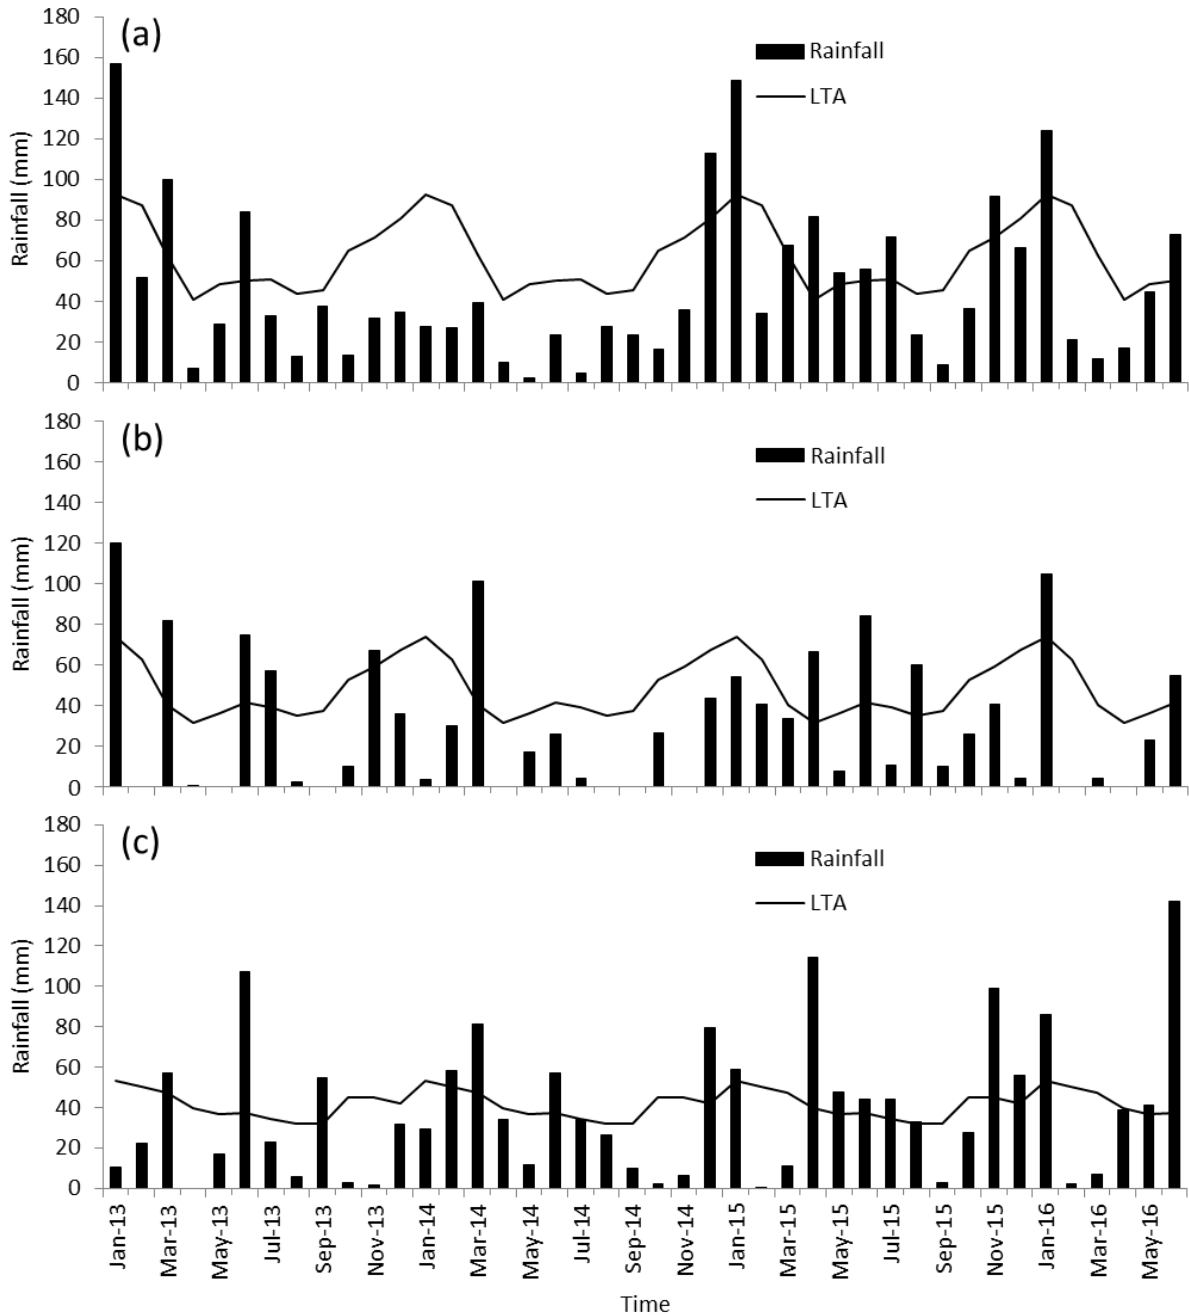 (a)
Rainfall (mm)
180
160
140
120
100
80
60
40
20
0
Rainfall
LTA
(b)
Rainfall (mm)
180
160
140
120
100
80
60
40
20
0
Rainfall
LTA
(c)
Rainfall (mm)
180
160
140
120
100
80
60
40
20
0
Rainfall
LTA
Jan-13
Mar-13
May-13
Jul-13
Sep-13
Nov-13
Jan-14
Mar-14
May-14
Jul-14
Sep-14
Nov-14
Jan-15
Mar-15
May-15
Jul-15
Sep-15
Nov-15
Jan-16
Mar-16
May-16
Time